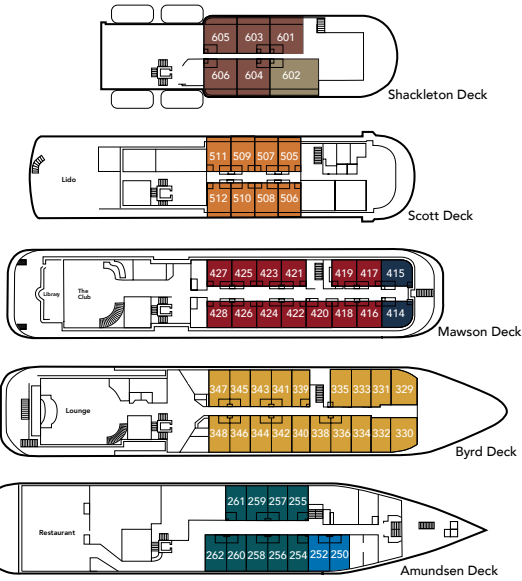 605 603 601
606 604 602
Shackleton Deck
511 509 507 505
Lido
512 510 508 506
Scott Deck
427 425 423 421 419 417 415
Library
The
Club
428 426 424 422 420 418 416 414
Mawson Deck
347 345 343 341 339 335 333 331 329
Lounge
348 346 344 342 340 338 336 334 332 330
Byrd Deck
261 259 257 255
Restaurant
262 260 258 256 254 252 250
Amundsen Deck